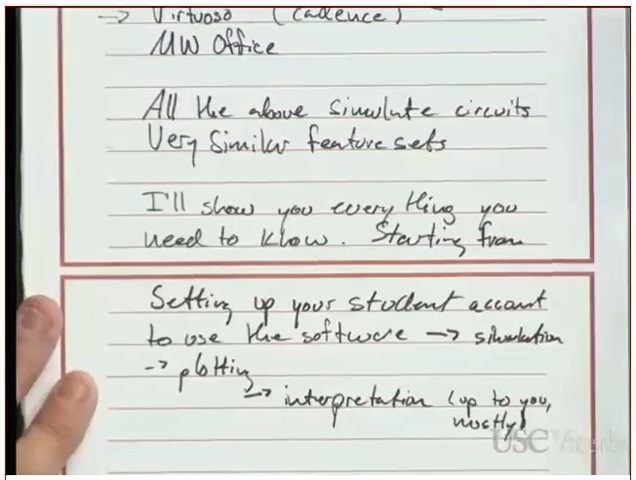 -> Virtuoso (cadence)
MW Office
All the above simulate circuits
Very similar feature sets
I'll show you everything you
need to know. Starting from
Setting up your student account
to use the software -> simulation
-> plotting
-> interpretation (up to you,
mostly)
USC Viterbi